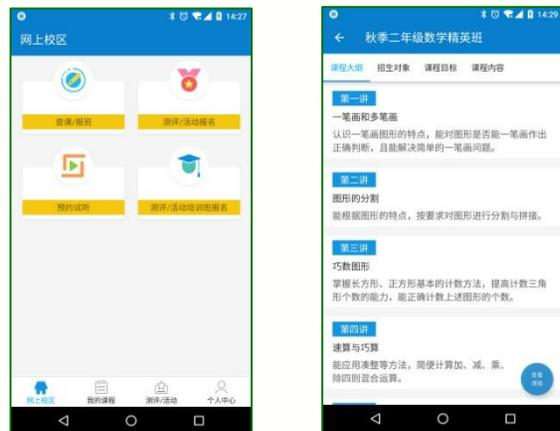 14:27
网上校区
查课/报班
测评/活动报名
预约试听
测评/活动培训班报名
网上校区
我的课程
测评/活动
个人中心
14:29
秋季二年级数学精英班
课程大纲
招生对象
课程目标
课程内容
第一讲
一笔画和多笔画
认识一笔画图形的特点，能对图形是否能一笔画作出
正确判断，且能解决简单的一笔画问题。
第二讲
图形的分割
能根据图形的特点，按要求对图形进行分割与拼接。
第三讲
巧数图形
掌握长方形、正方形基本的计数方法，提高计数三角
形个数的能力，能正确计数上述图形的个数。
第四讲
速算与巧算
能应用凑整等方法，简便计算加、减、乘、
除四则混合运算。
查看
课程